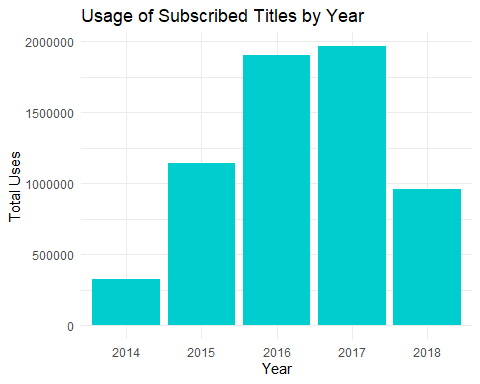 Usage of Subscribed Titles by Year
2000000
1500000
1000000
500000
0
Total Uses
2014 2015 2016 2017 2018
Year